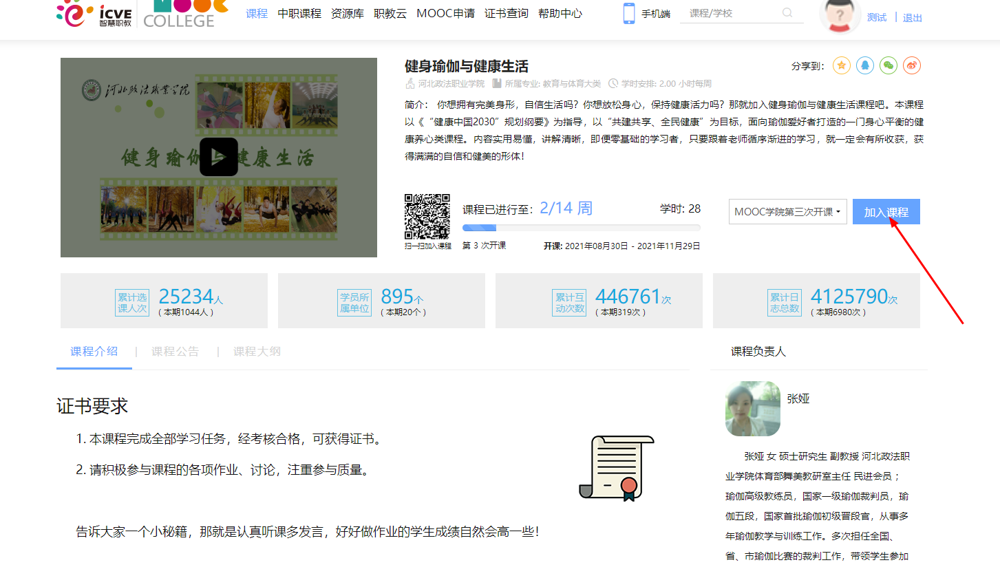 icve
智慧职教
MOOC
COLLEGE
课程 中职课程 资源库 职教云 MOOC申请 证书查询 帮助中心
手机端
课程/学校
测试 | 退出
河北政法职业学院
健身瑜伽与健康生活
健身瑜伽与健康生活
分享到：
河北政法职业学院 所属专业: 教育与体育大类 学时安排: 2.00 小时每周
简介： 你想拥有完美身形，自信生活吗？你想放松身心，保持健康活力吗？那就加入健身瑜伽与健康生活课程吧。本课程
以《“健康中国2030”规划纲要》为指导，以“共建共享、全民健康”为目标，面向瑜伽爱好者打造的一门身心平衡的健
康养心类课程。内容实用易懂，讲解清晰，即便零基础的学习者，只要跟着老师循序渐进的学习，就一定会有所收获，获
得满满的自信和健美的形体！
扫一扫加入课程
课程已进行至：2/14 周
学时: 28
第 3 次开课
开课: 2021年08月30日 - 2021年11月29日
MOOC学院第三次开课
加入课程
累计选
课人次
25234人
( 本期1044人 )
学员所
属单位
895个
( 本期20个 )
累计互
动次数
446761次
( 本期319次 )
累计日
志总数
4125790次
( 本期6980次 )
课程介绍 | 课程公告 | 课程大纲
证书要求
1. 本课程完成全部学习任务，经考核合格，可获得证书。
2. 请积极参与课程的各项作业、讨论，注重参与质量。
告诉大家一个小秘籍，那就是认真听课多发言，好好做作业的学生成绩自然会高一些！
课程负责人
张娅
张娅 女 硕士研究生 副教授 河北政法职
业学院体育部舞美教研室主任 民进会员 ；
瑜伽高级教练员，国家一级瑜伽裁判员，瑜
伽五段，国家首批瑜伽初级晋段官，从事多
年瑜伽教学与训练工作。多次担任全国、
省、市瑜伽比赛的裁判工作，带领学生参加